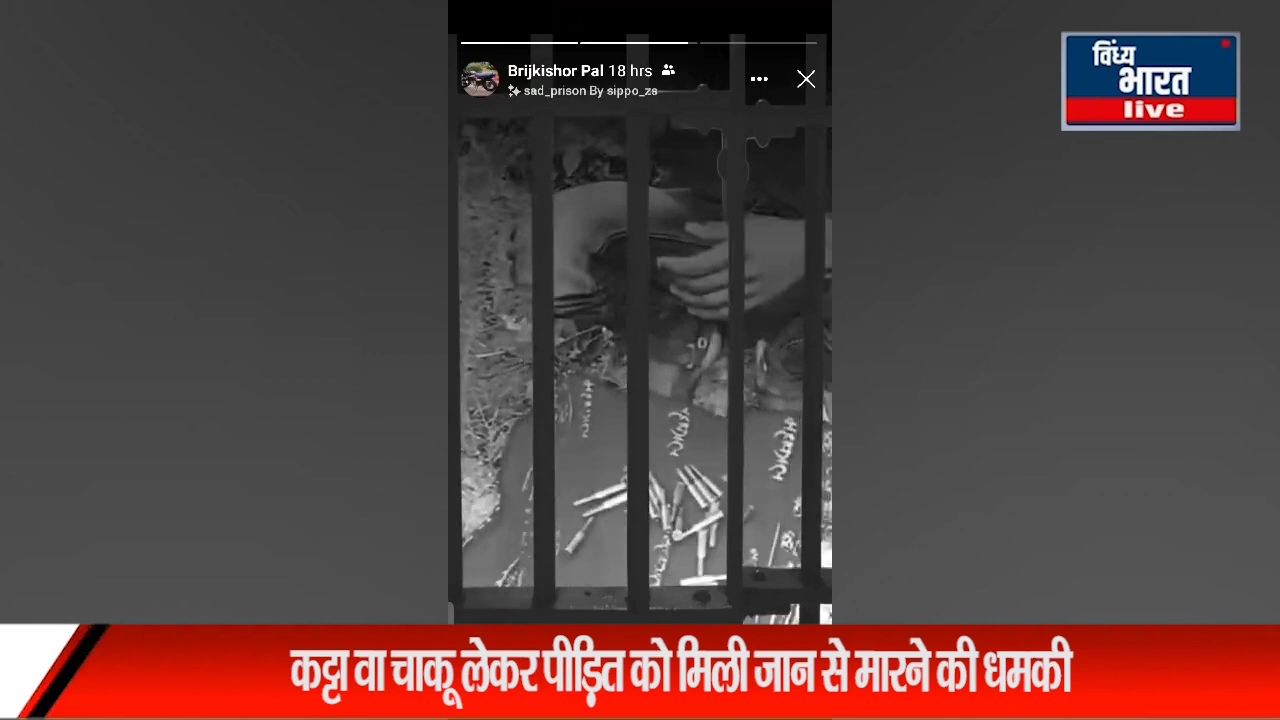 Brijkishor Pal 18 hrs
sad_prison By sippo_za
विंध्य
भारत
live
कट्टा वा चाकू लेकर पीड़ित को मिली जान से मारने की धमकी